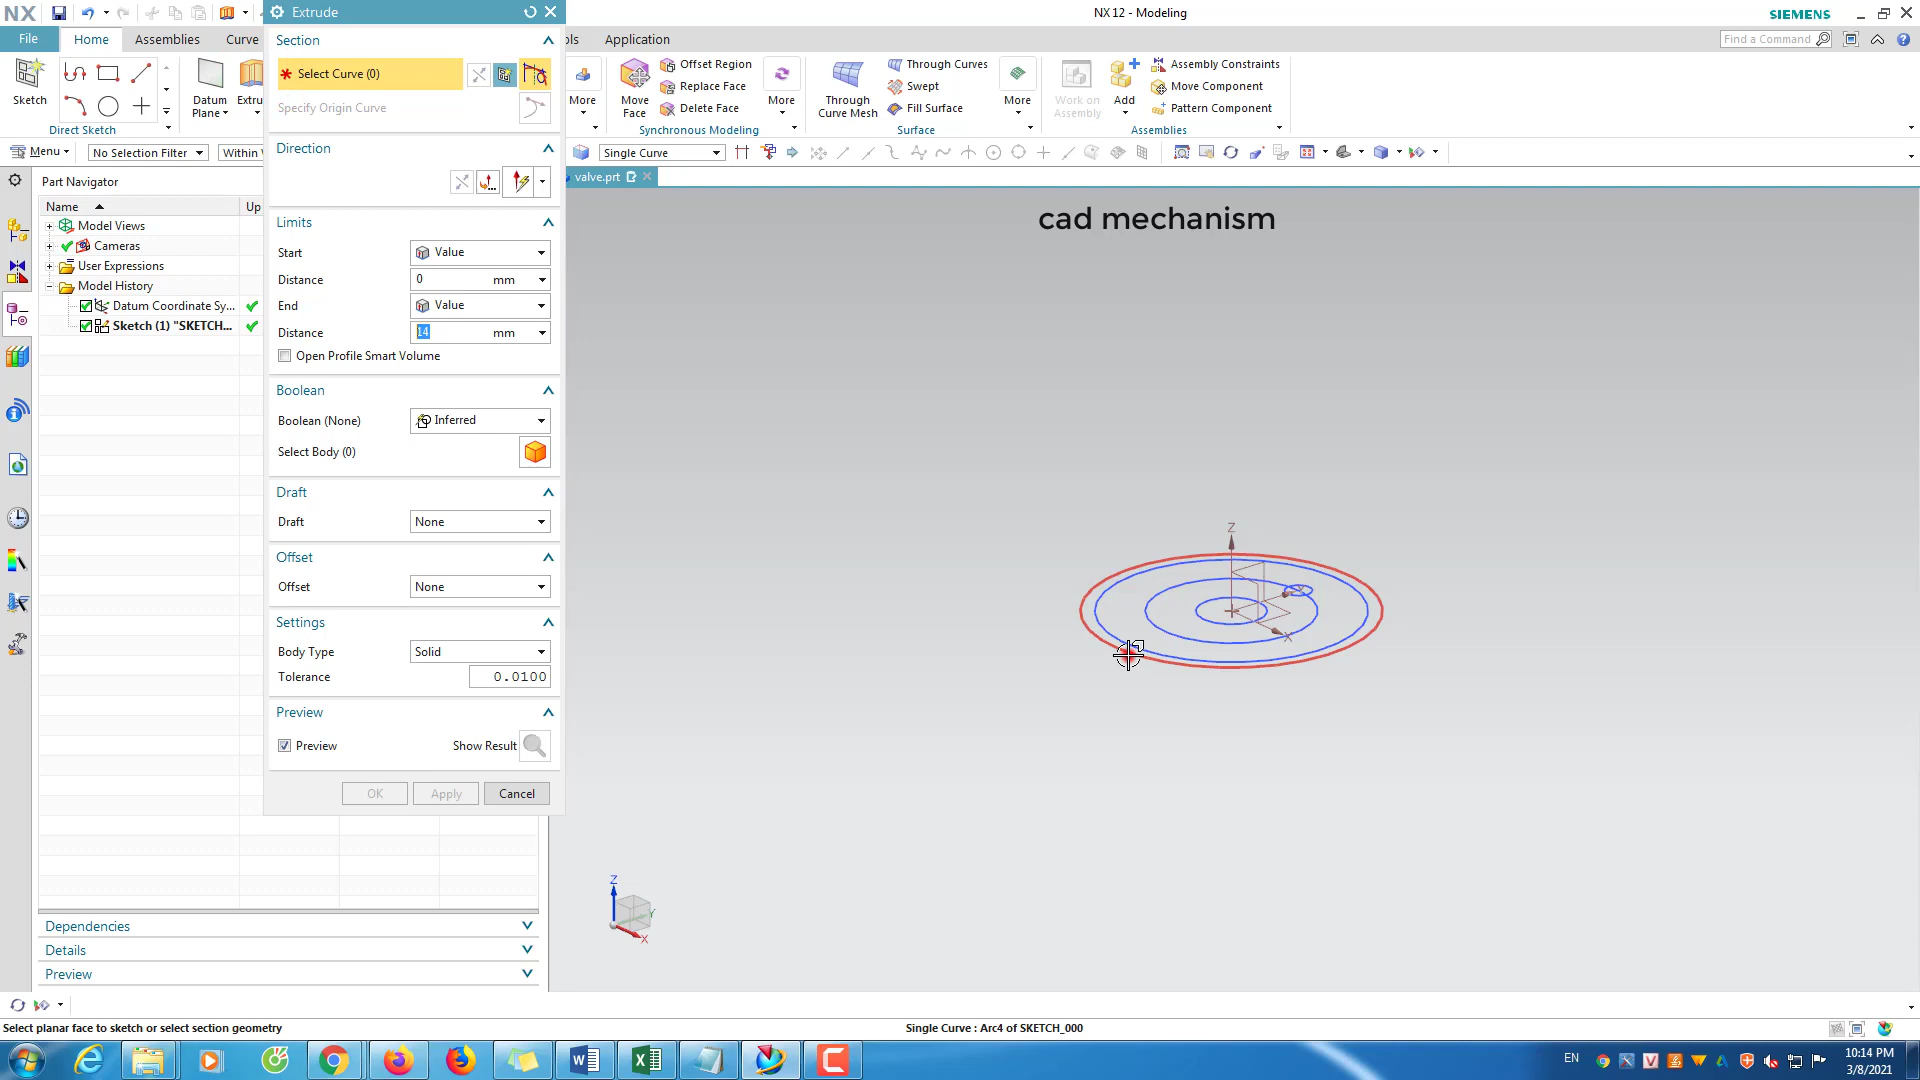 NX
Extrude
NX 12 - Modeling
SIEMENS
File
Home
Assemblies
Curve
ols
Application
Find a Command
Section
Select Curve (0)
Specify Origin Curve
Sketch
Direct Sketch
Datum
Plane
Extru
More
Move
Face
Offset Region
Replace Face
Delete Face
More
Synchronous Modeling
Through
Curve Mesh
Through Curves
Swept
Fill Surface
More
Surface
Work on
Assembly
Add
Assembly Constraints
Move Component
Pattern Component
Assemblies
Menu
No Selection Filter
Within
Single Curve
Direction
Part Navigator
valve.prt
Name
Up
Model Views
Cameras
User Expressions
Model History
Datum Coordinate Sy...
Sketch (1) "SKETCH...
Limits
Start
Value
Distance
0
mm
End
Value
Distance
14
mm
Open Profile Smart Volume
Boolean
Boolean (None)
Inferred
Select Body (0)
Draft
Draft
None
Offset
Offset
None
Settings
Body Type
Solid
Tolerance
0.0100
Preview
Preview
Show Result
OK
Apply
Cancel
cad mechanism
Z
X
Z
Y
X
Dependencies
Details
Preview
Select planar face to sketch or select section geometry
Single Curve : Arc4 of SKETCH_000
EN
10:14 PM
3/8/2021